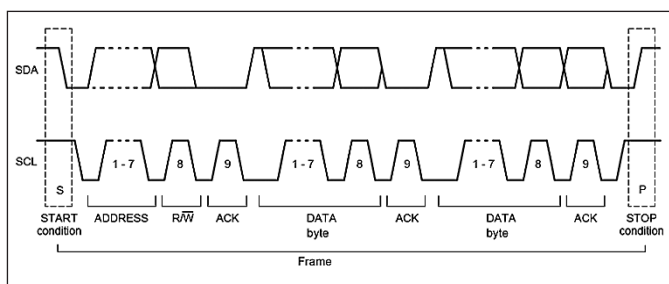 SDA
SCL
1 - 7 8 9 1 - 7 8 9 1 - 7 8 9
S P
START condition ADDRESS R/W̅ ACK DATA byte ACK DATA byte ACK STOP condition
Frame